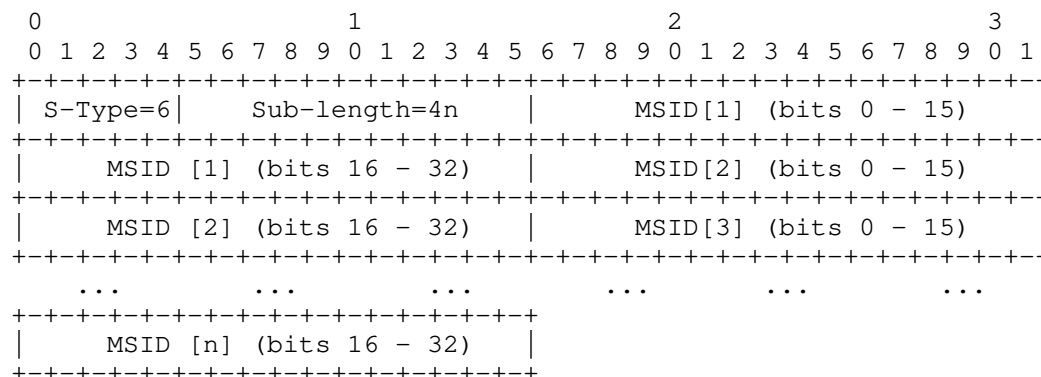 0                   1                   2                   3
 0 1 2 3 4 5 6 7 8 9 0 1 2 3 4 5 6 7 8 9 0 1 2 3 4 5 6 7 8 9 0 1
+-+-+-+-+-+-+-+-+-+-+-+-+-+-+-+-+-+-+-+-+-+-+-+-+-+-+-+-+-+-+-+-
| S-Type=6|    Sub-length=4n    |      MSID[1] (bits 0 - 15)
+-+-+-+-+-+-+-+-+-+-+-+-+-+-+-+-+-+-+-+-+-+-+-+-+-+-+-+-+-+-+-+-
|     MSID [1] (bits 16 - 32)   |      MSID[2] (bits 0 - 15)
+-+-+-+-+-+-+-+-+-+-+-+-+-+-+-+-+-+-+-+-+-+-+-+-+-+-+-+-+-+-+-+-
|     MSID [2] (bits 16 - 32)   |      MSID[3] (bits 0 - 15)
+-+-+-+-+-+-+-+-+-+-+-+-+-+-+-+-+-+-+-+-+-+-+-+-+-+-+-+-+-+-+-+-
    ...        ...        ...        ...       ...        ...
+-+-+-+-+-+-+-+-+-+-+-+-+-+-+-+-+
|     MSID [n] (bits 16 - 32)   |
+-+-+-+-+-+-+-+-+-+-+-+-+-+-+-+-+